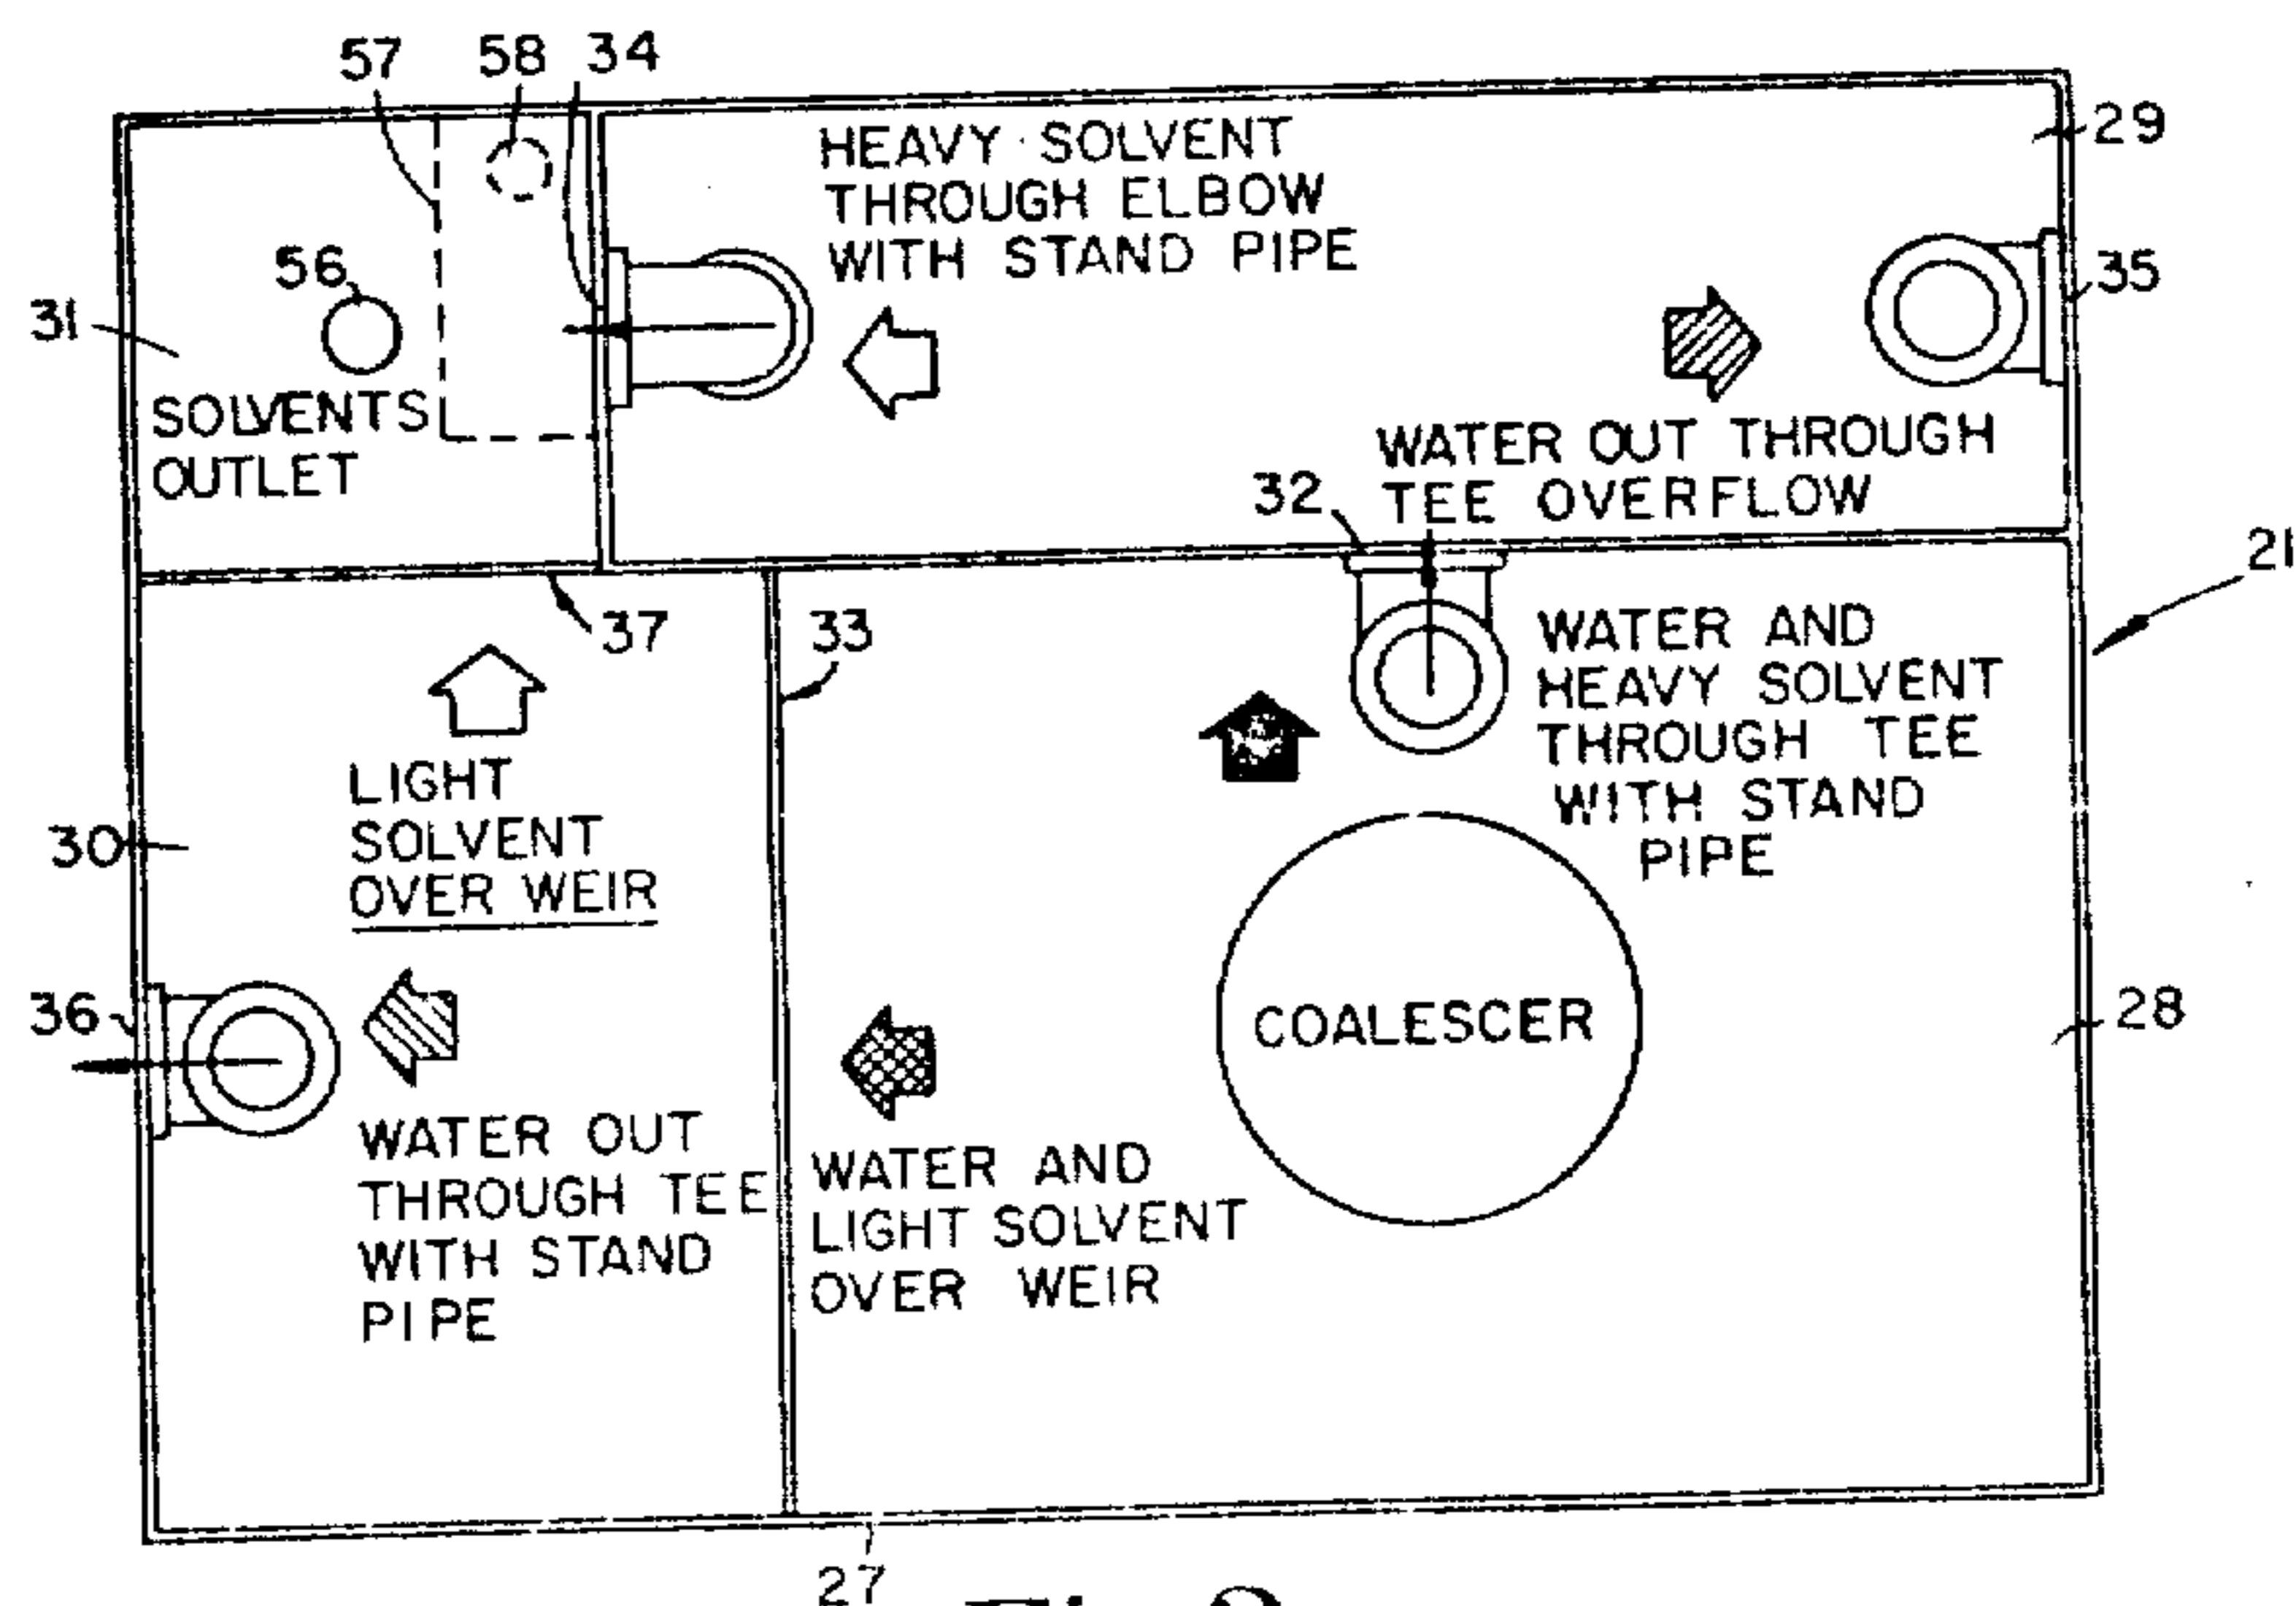 57
58
34
HEAVY SOLVENT
THROUGH ELBOW
WITH STAND PIPE
29
56
35
31
SOLVENTS
OUTLET
WATER OUT THROUGH
TEE OVERFLOW
32
21
37
33
WATER AND
HEAVY SOLVENT
THROUGH TEE
WITH STAND
PIPE
LIGHT
SOLVENT
OVER WEIR
30
36
COALESCER
28
WATER OUT
THROUGH TEE
WITH STAND
PIPE
WATER AND
LIGHT SOLVENT
OVER WEIR
27